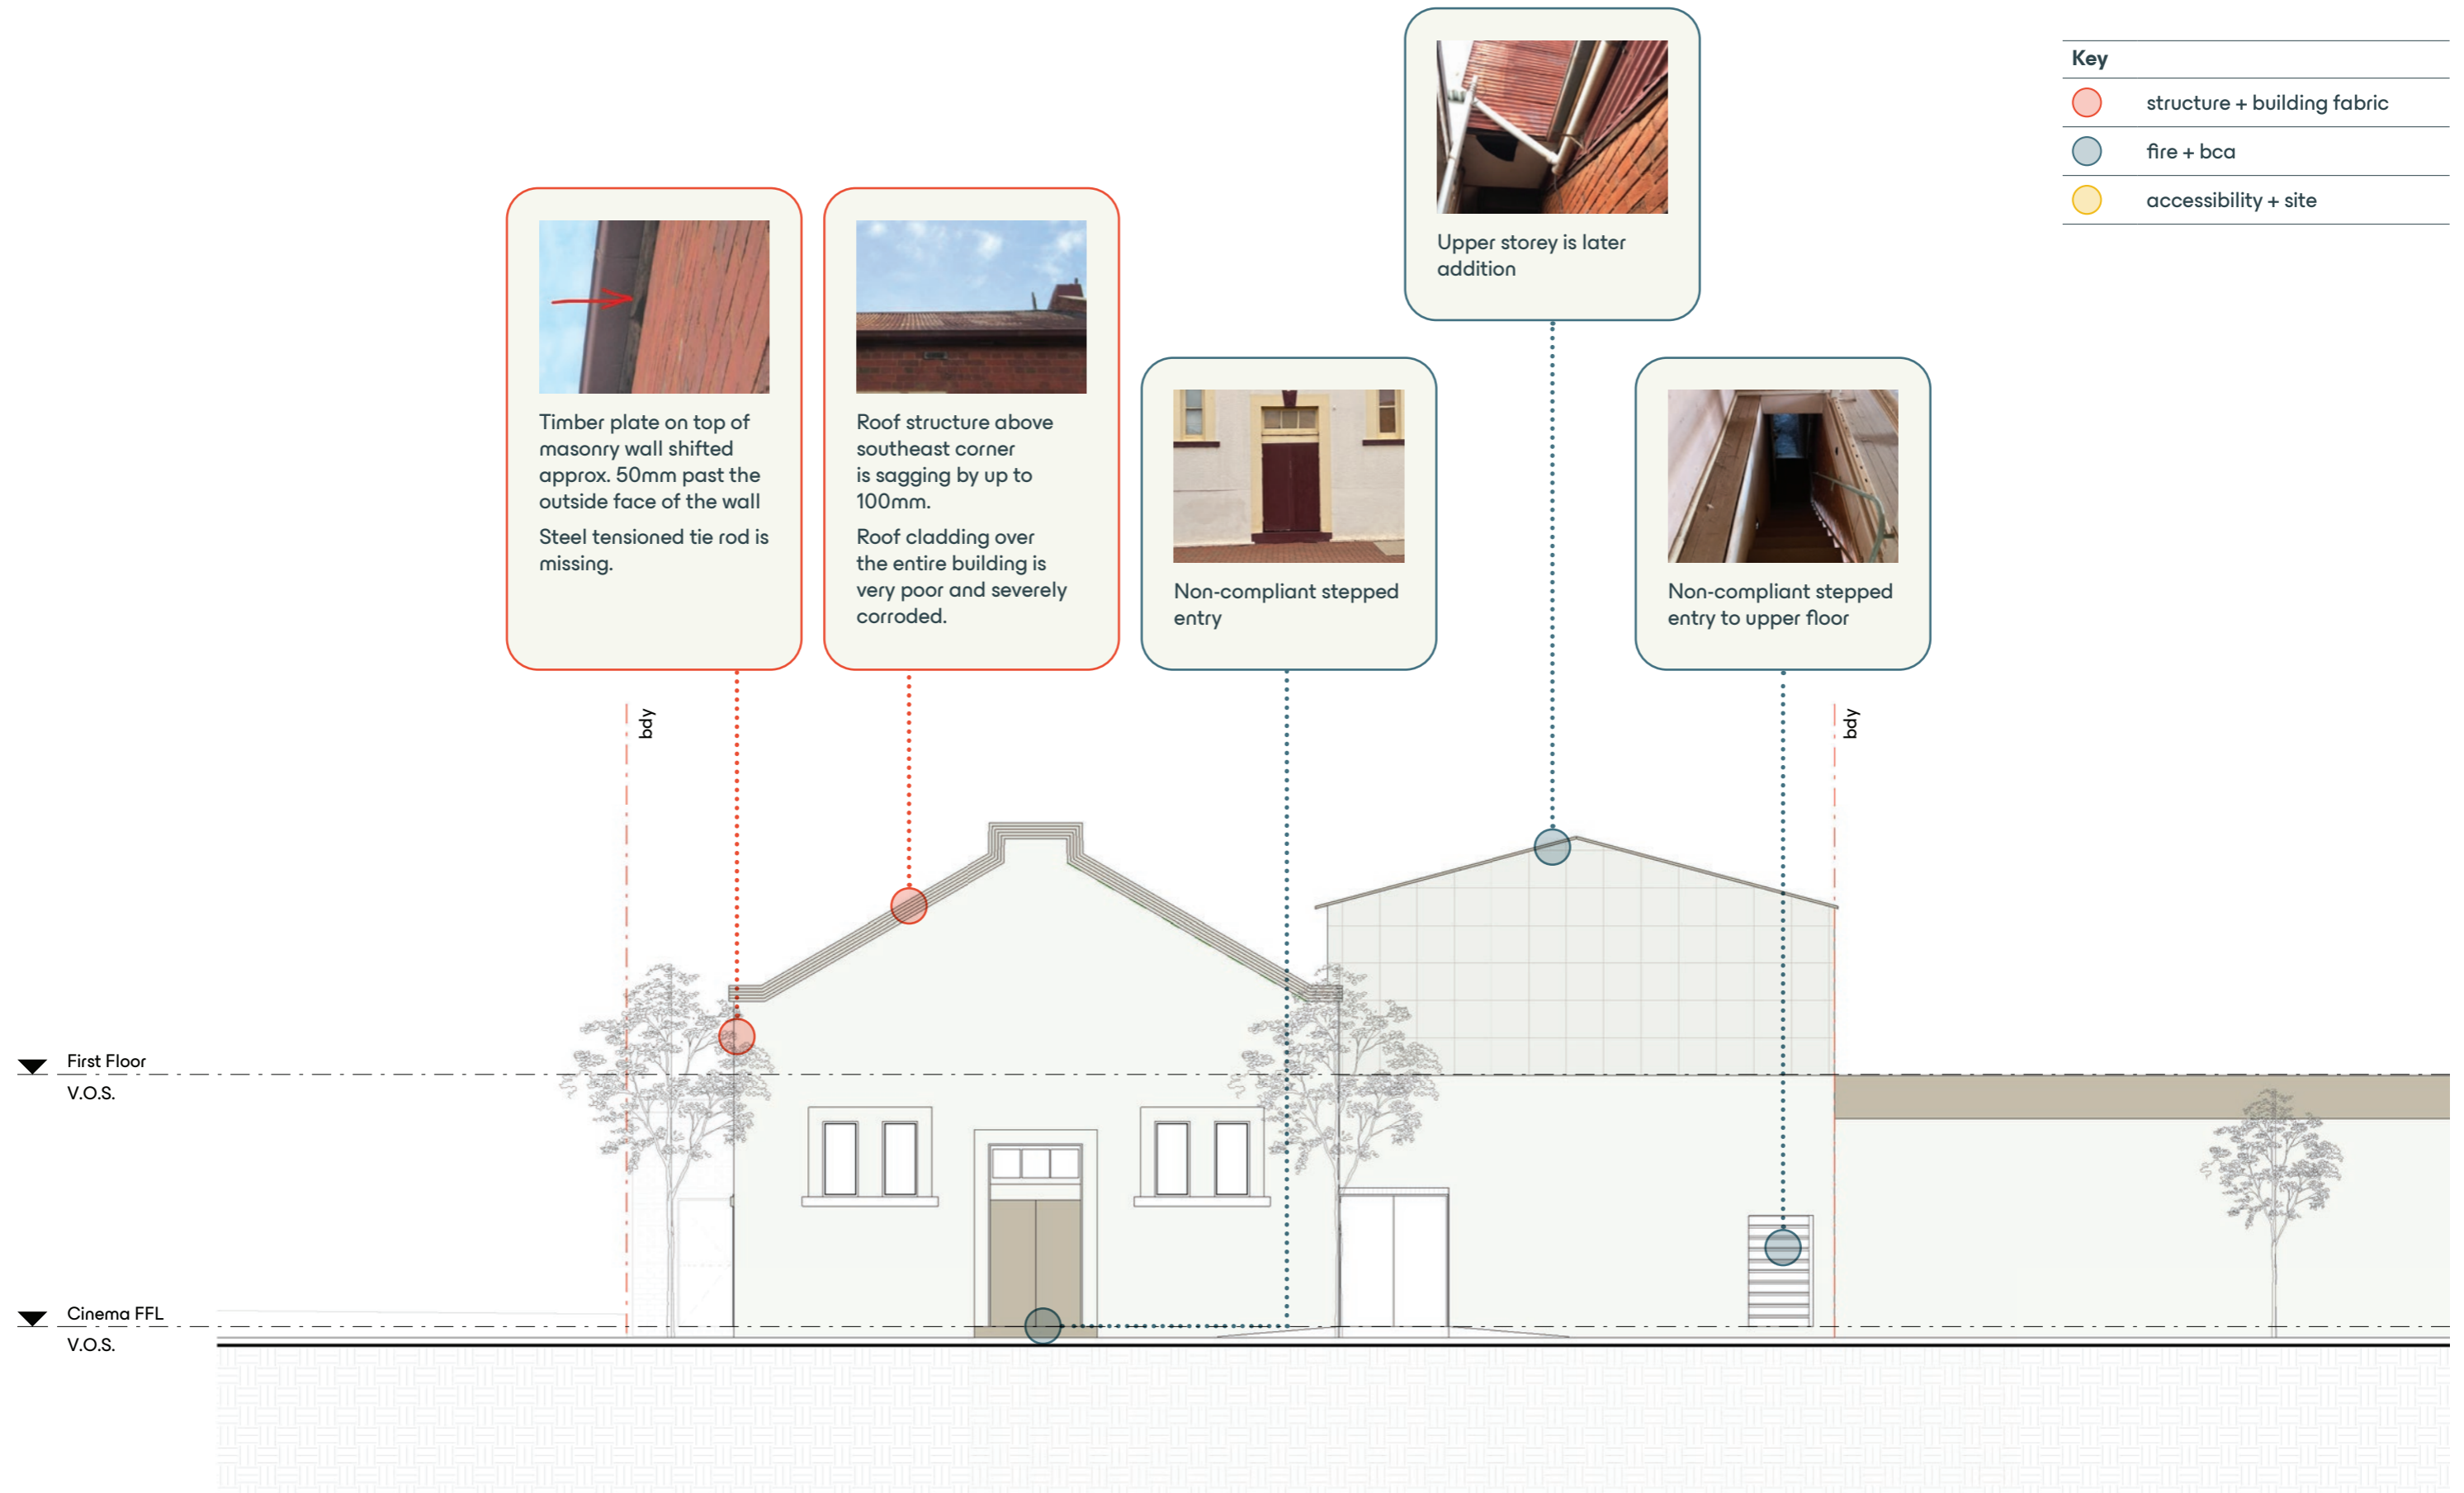 Key
structure + building fabric
fire + bca
accessibility + site
Upper storey is later
addition
Timber plate on top of
masonry wall shifted
approx. 50mm past the
outside face of the wall
Steel tensioned tie rod is
missing.
Roof structure above
southeast corner
is sagging by up to
100mm.
Roof cladding over
the entire building is
very poor and severely
corroded.
Non-compliant stepped
entry
Non-compliant stepped
entry to upper floor
bdy
bdy
First Floor
V.O.S.
Cinema FFL
V.O.S.